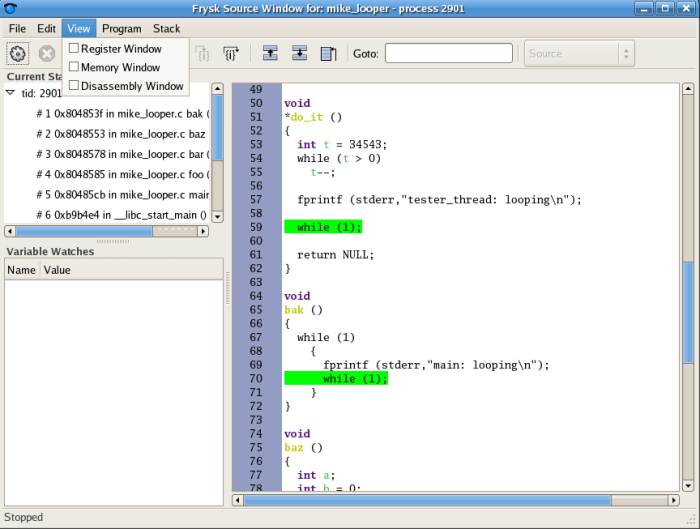 Frysk Source Window for: mike_looper - process 2901
File Edit View Program Stack
Register Window
Memory Window
Disassembly Window
Goto:
Source
Current Sta
tid: 2901
# 1 0x804853f in mike_looper.c bak (
# 2 0x8048553 in mike_looper.c baz
# 3 0x8048578 in mike_looper.c bar (
# 4 0x8048585 in mike_looper.c foo (
# 5 0x80485cb in mike_looper.c main
# 6 0xb9b4e4 in __libc_start_main ()
Variable Watches
Name Value
49
50 void
51 *do_it ()
52 {
53 int t = 34543;
54 while (t > 0)
55 t--;
56
57 fprintf (stderr,"tester_thread: looping\n");
58
59 while (1);
60
61 return NULL;
62 }
63
64 void
65 bak ()
66 {
67 while (1)
68 {
69 fprintf (stderr,"main: looping\n");
70 while (1);
71 }
72 }
73
74 void
75 baz ()
76 {
77 int a;
78 int b = 0;
Stopped